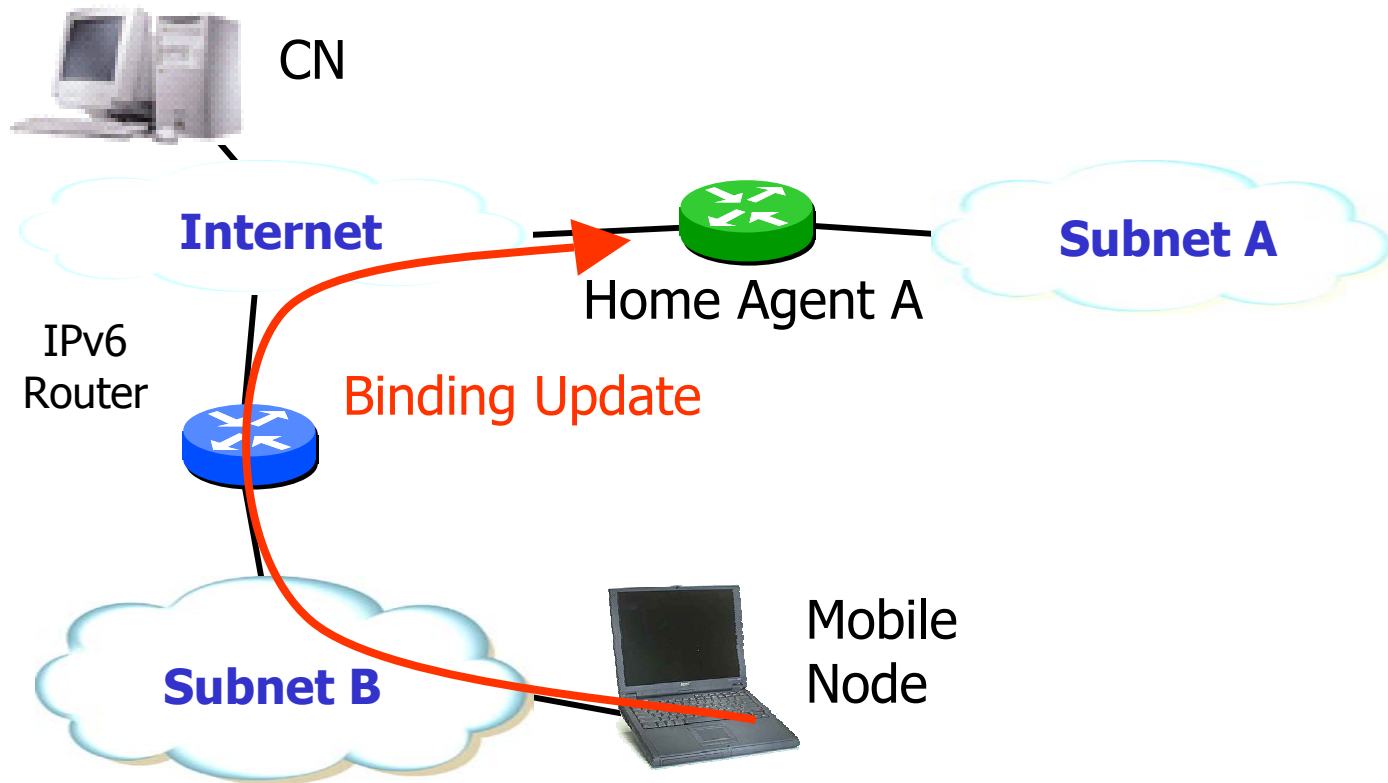 CN
Internet
Subnet A
Home Agent A
IPv6
Router
Binding Update
Mobile
Node
Subnet B